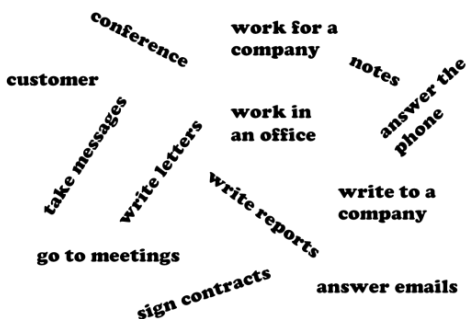 conference
work for a
company
notes
customer
answer the
phone
take messages
write letters
work in
an office
write reports
write to a
company
go to meetings
sign contracts
answer emails